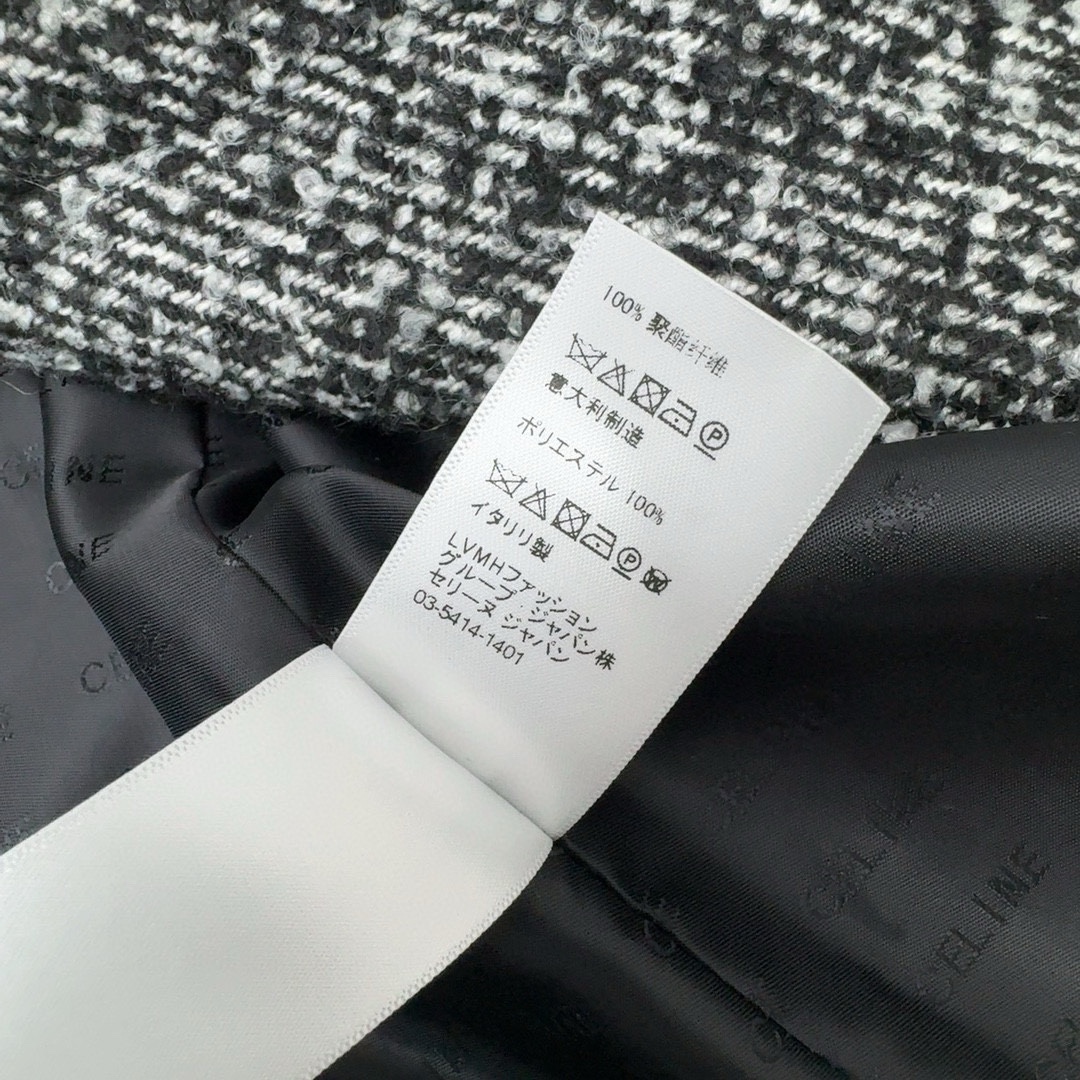 100% 聚酯纤维
意大利制造
ポリエステル 100%
イタリリ製
LVMHファッション
グループ・ジャパン株
セリーヌ ジャパン
03-5414-1401
P
P
W
CELINE
CELINE